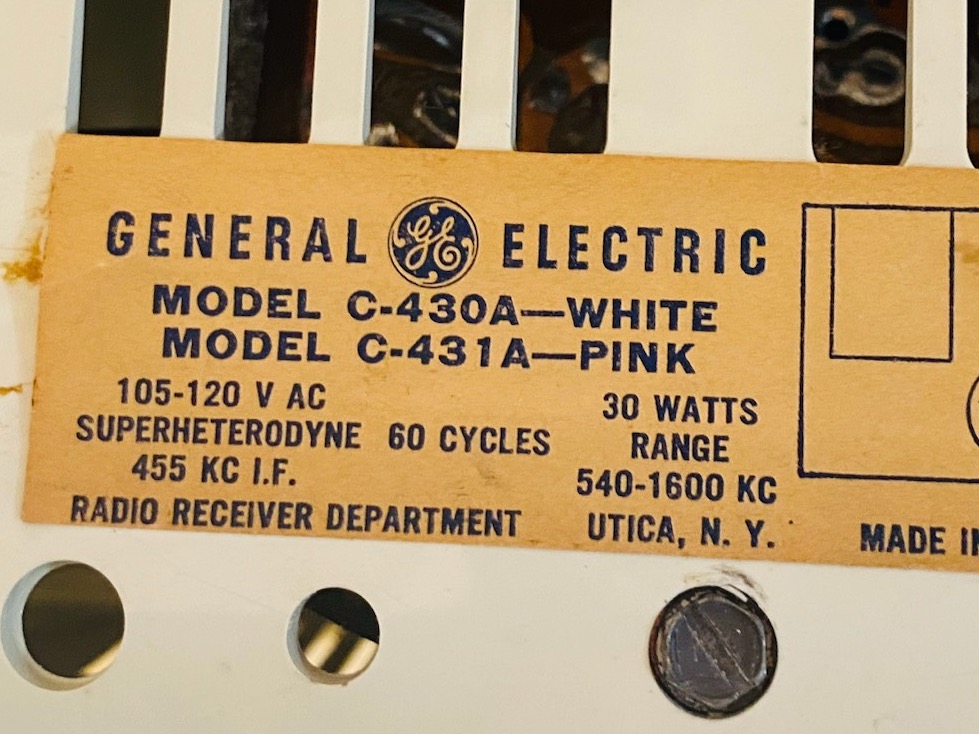 GENERAL GE ELECTRIC
MODEL C-430A—WHITE
MODEL C-431A—PINK
105-120 V AC 30 WATTS
SUPERHETERODYNE 60 CYCLES RANGE
455 KC I.F. 540-1600 KC
RADIO RECEIVER DEPARTMENT UTICA, N. Y. MADE IN